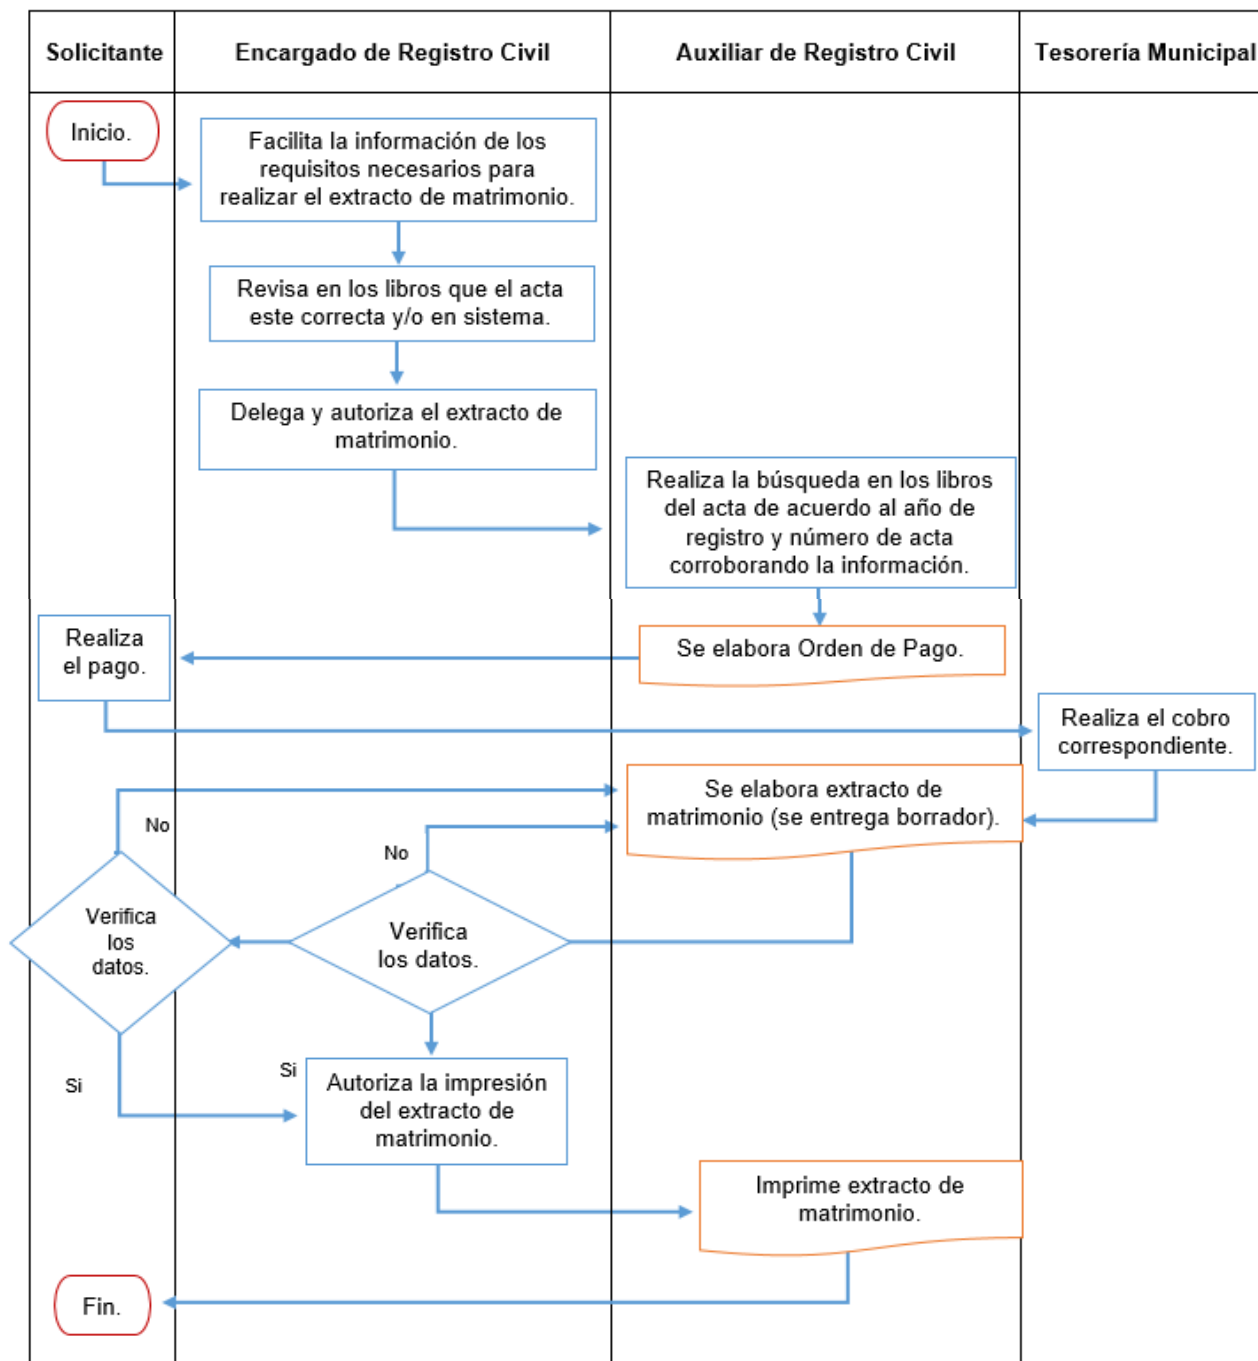 Solicitante
Encargado de Registro Civil
Auxiliar de Registro Civil
Tesorería Municipal
Inicio.
Facilita la información de los
requisitos necesarios para
realizar el extracto de matrimonio.
Revisa en los libros que el acta
este correcta y/o en sistema.
Delega y autoriza el extracto de
matrimonio.
Realiza la búsqueda en los libros
del acta de acuerdo al año de
registro y número de acta
corroborando la información.
Se elabora Orden de Pago.
Realiza
el pago.
Realiza el cobro
correspondiente.
Se elabora extracto de
matrimonio (se entrega borrador).
No
No
Verifica
los
datos.
Verifica
los datos.
Si
Si
Autoriza la impresión
del extracto de
matrimonio.
Imprime extracto de
matrimonio.
Fin.